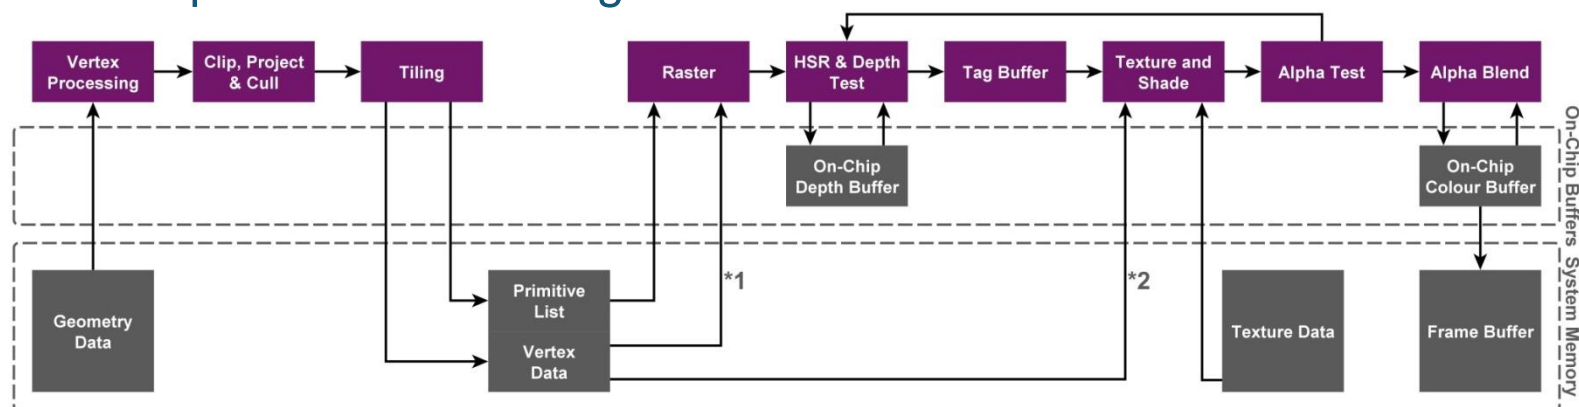 Vertex
Processing
Clip, Project
& Cull
Tiling
Raster
HSR & Depth
Test
Tag Buffer
Texture and
Shade
Alpha Test
Alpha Blend
On-Chip
Depth Buffer
On-Chip
Colour Buffer
On-Chip Buffers
Geometry
Data
Primitive
List
Vertex
Data
*1
*2
Texture Data
Frame Buffer
System Memory